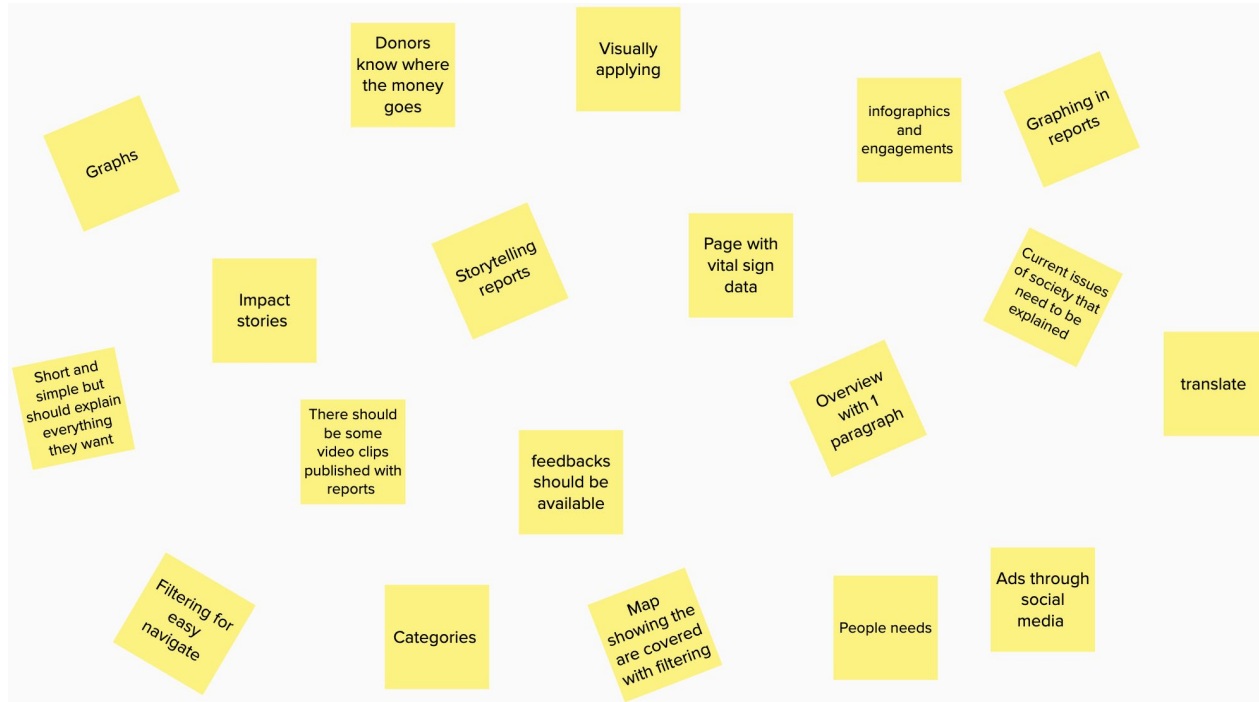 Donors
know where
the money
goes
Visually
applying
infographics
and
engagements
Graphing in
reports
Graphs
Storytelling
reports
Page with
vital sign
data
Current issues
of society that
need to be
explained
Impact
stories
translate
Short and
simple but
should explain
everything
they want
There should
be some
video clips
published with
reports
feedbacks
should be
available
Overview
with 1
paragraph
Filtering for
easy
navigate
Categories
Map
showing the
are covered
with filtering
People needs
Ads through
social
media